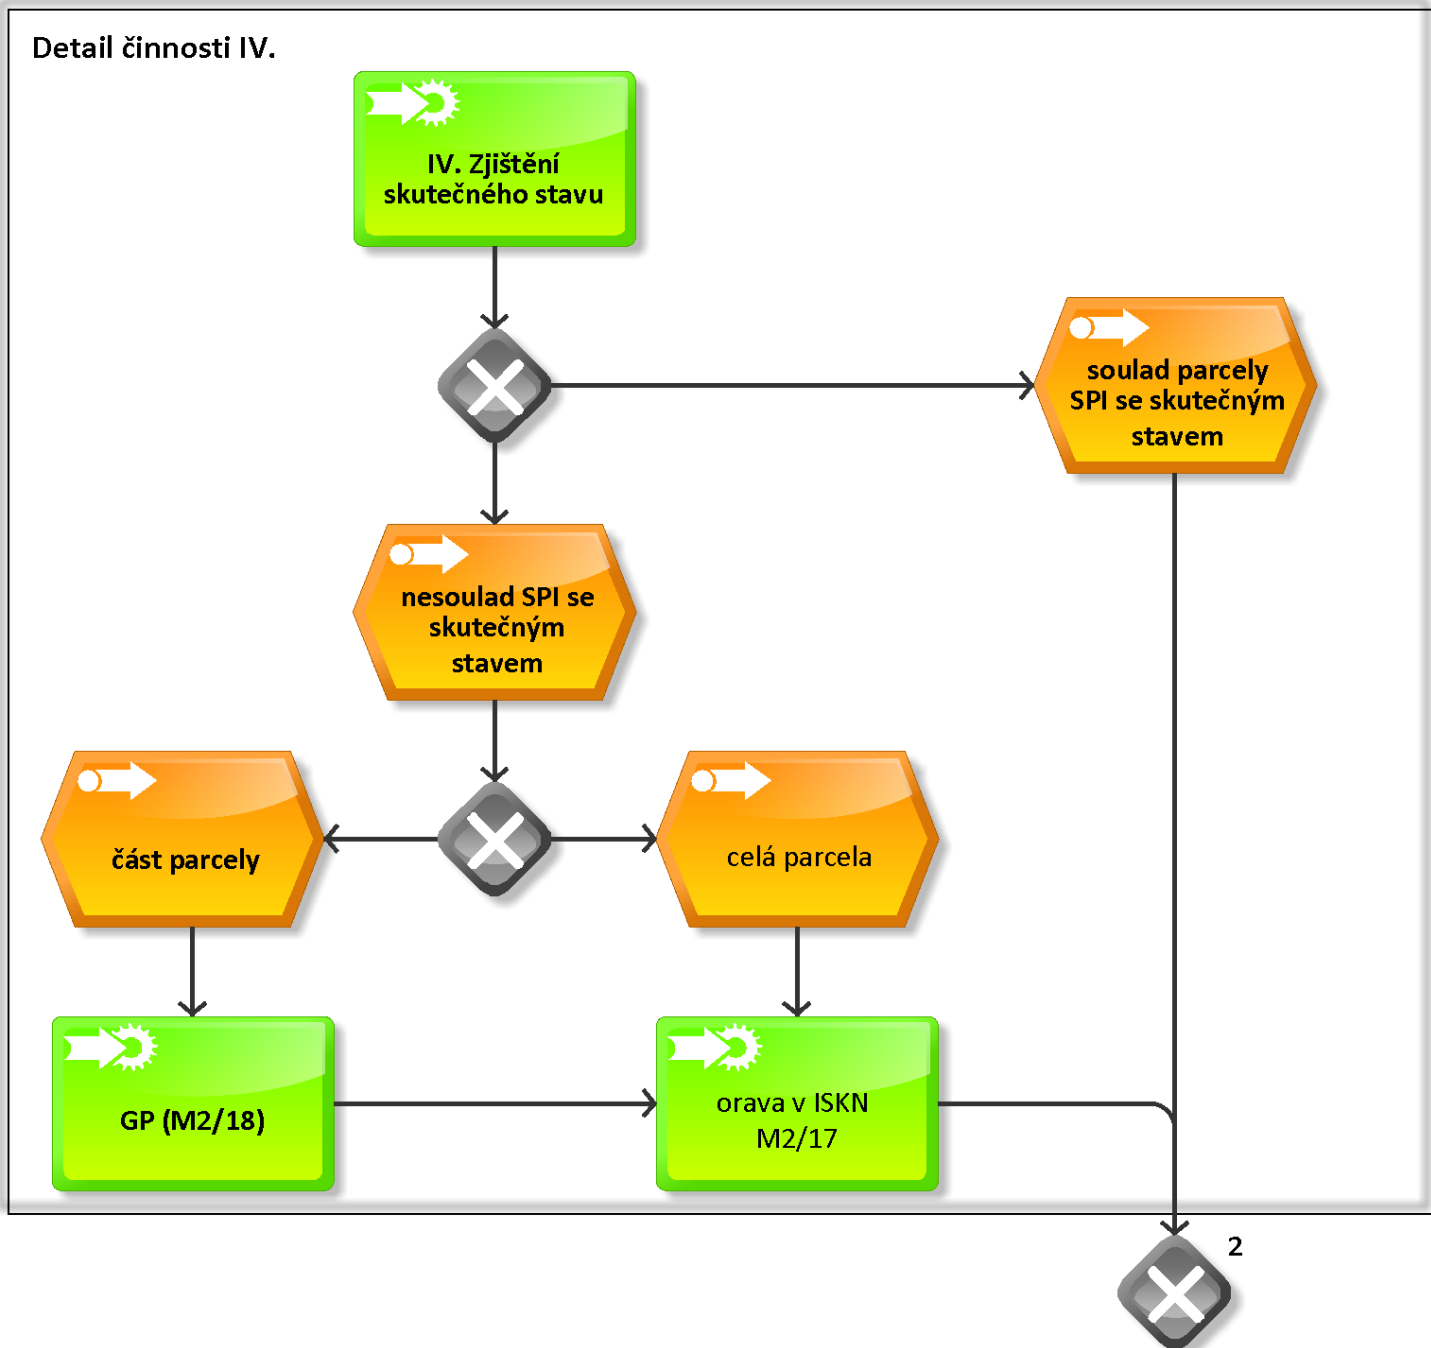 Detail činnosti IV.
IV. Zjištění
skutečného stavu
soulad parcely
SPI se skutečným
stavem
nesoulad SPI se
skutečným
stavem
část parcely
celá parcela
GP (M2/18)
orava v ISKN
M2/17
2